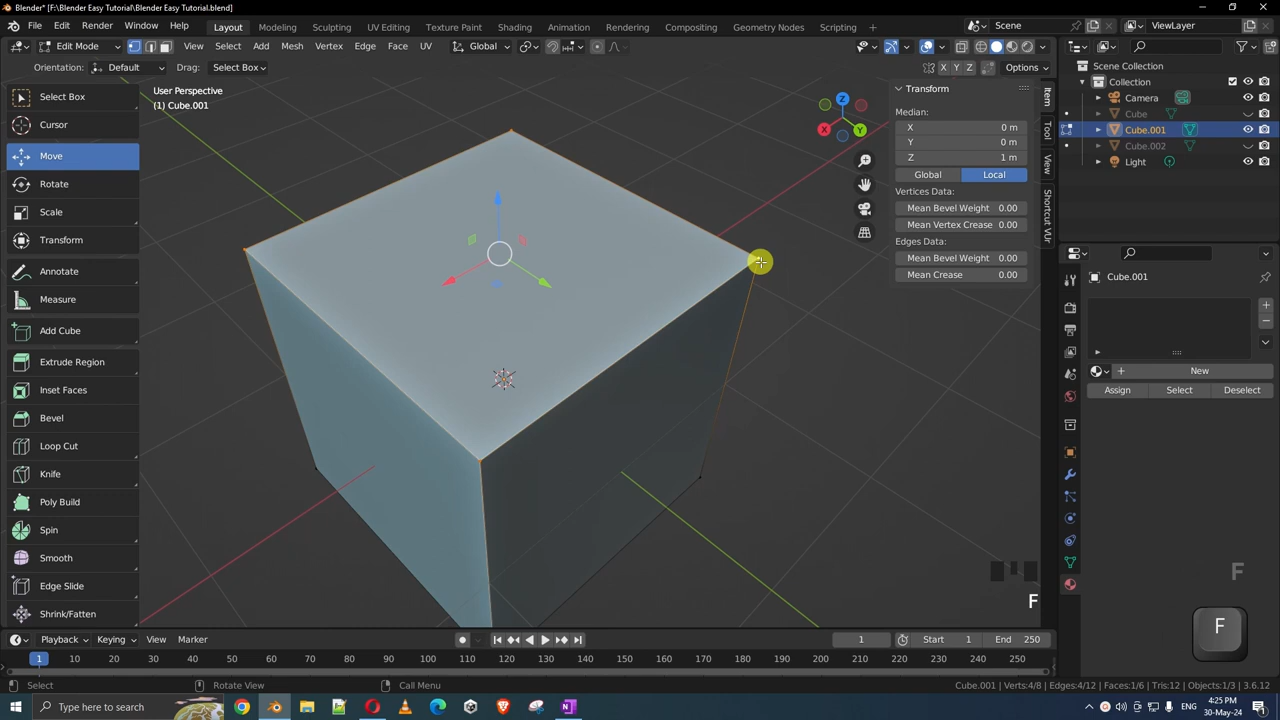 Blender* [F:\Blender Easy Tutorial\Blender Easy Tutorial.blend]
File Edit Render Window Help Layout Modeling Sculpting UV Editing Texture Paint Shading Animation Rendering Compositing Geometry Nodes Scripting Scene ViewLayer
Edit Mode View Select Add Mesh Vertex Edge Face UV Global
Orientation: Default Drag: Select Box X Y Z Options
User Perspective
(1) Cube.001
Select Box
Cursor
Move
Rotate
Scale
Transform
Annotate
Measure
Add Cube
Extrude Region
Inset Faces
Bevel
Loop Cut
Knife
Poly Build
Spin
Smooth
Edge Slide
Shrink/Fatten
Z
X Y
Transform
Median:
X 0 m
Y 0 m
Z 1 m
Global Local
Vertices Data:
Mean Bevel Weight 0.00
Mean Vertex Crease 0.00
Edges Data:
Mean Bevel Weight 0.00
Mean Crease 0.00
Item
Tool
View
Shortcut VUr
Scene Collection
Collection
Camera
Cube
Cube.001
Cube.002
Light
Cube.001
New
Assign Select Deselect
F
F
F
Playback Keying View Marker 1 Start 1 End 250
1 10 20 30 40 50 60 70 80 90 100 110 120 130 140 150 160 170 180 190 200 210 220 230 240 250
Select Rotate View Call Menu Cube.001 | Verts:4/8 | Edges:4/12 | Faces:1/6 | Tris:12 | Objects:1/3 | 3.6.12
Type here to search
4:25 PM
30-May-24